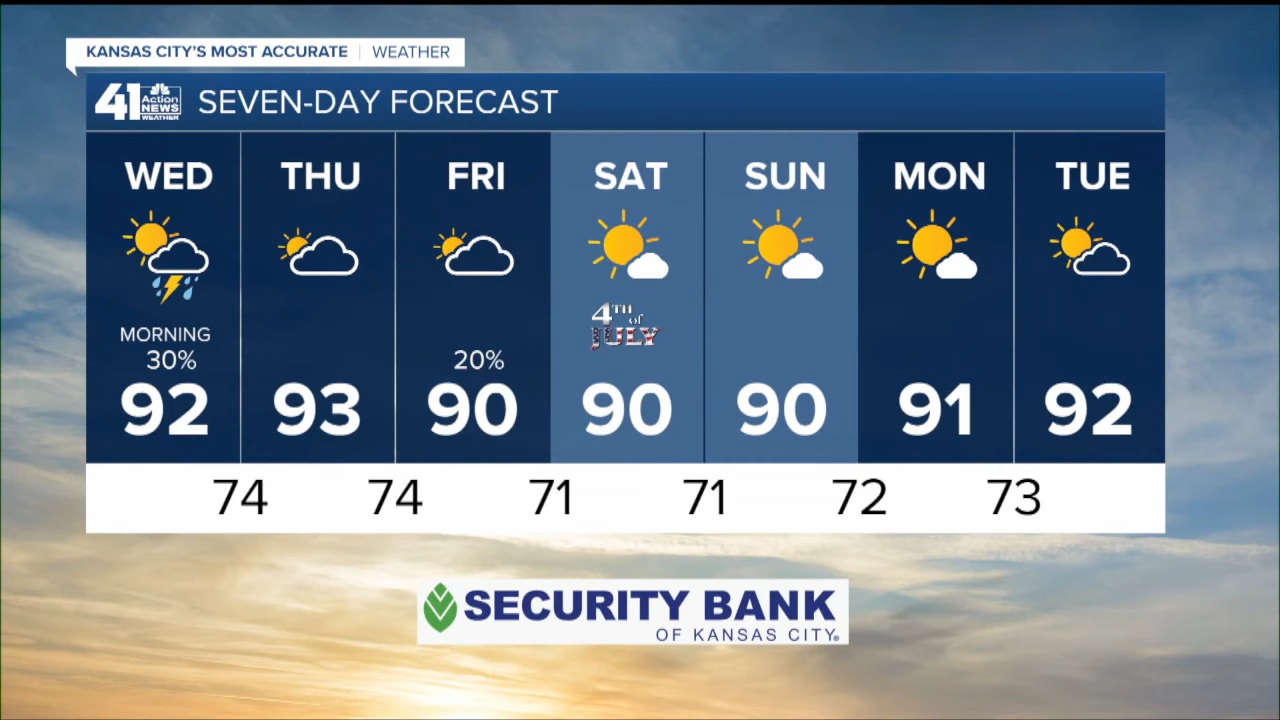 KANSAS CITY'S MOST ACCURATE | WEATHER
41 Action NEWS WEATHER SEVEN-DAY FORECAST
WED THU FRI SAT SUN MON TUE
4TH of JULY
MORNING
30% 20%
92 93 90 90 90 91 92
74 74 71 71 72 73
SECURITY BANK
OF KANSAS CITY®